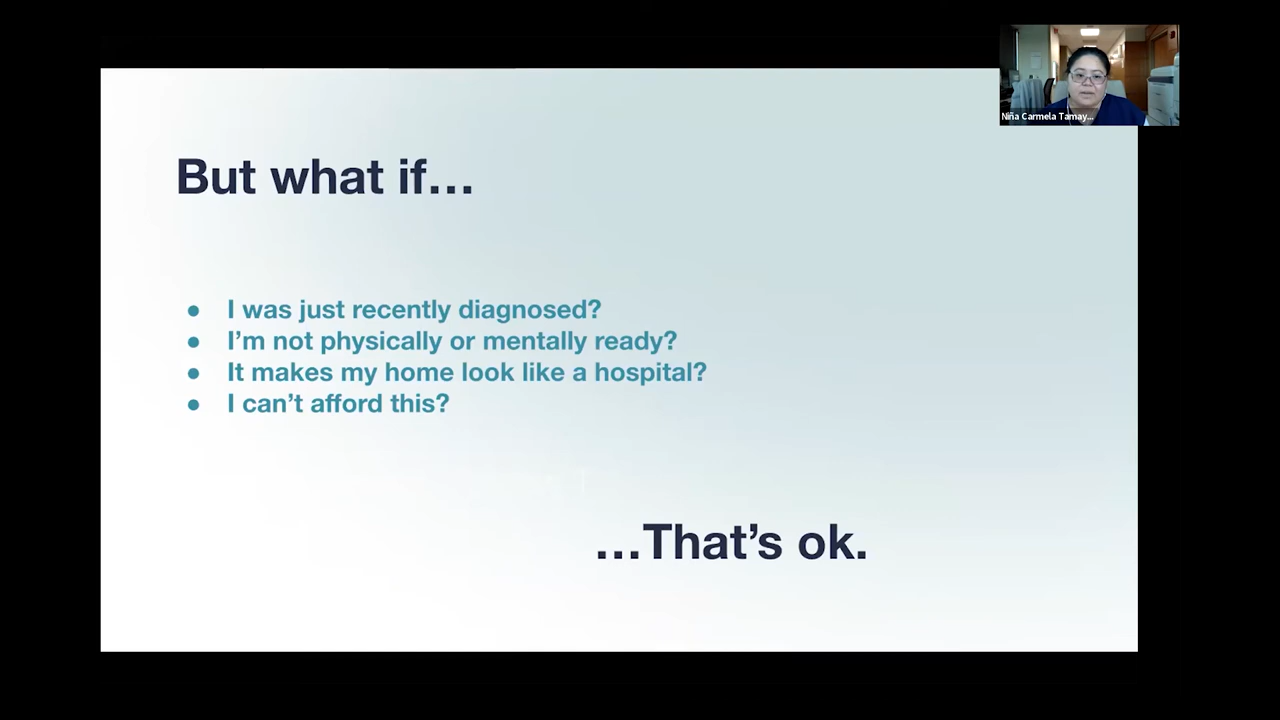 Niña Carmela Tamay...
But what if…
● I was just recently diagnosed?
● I’m not physically or mentally ready?
● It makes my home look like a hospital?
● I can’t afford this?
…That’s ok.